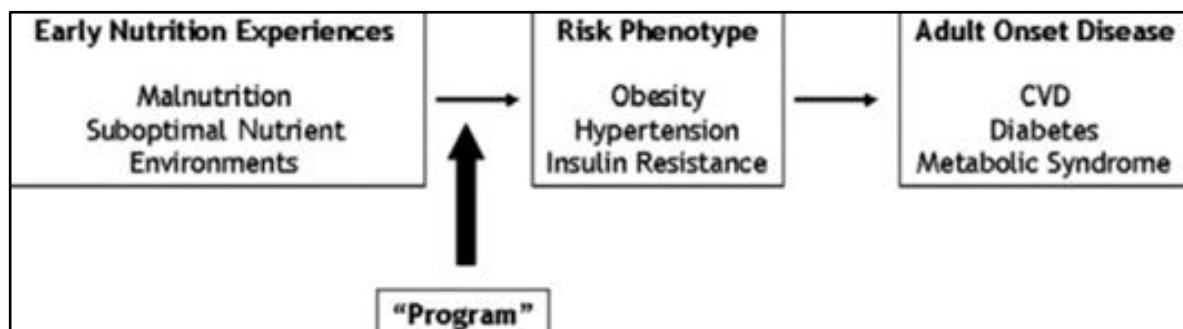 Early Nutrition Experiences
Malnutrition
Suboptimal Nutrient
Environments
Risk Phenotype
Obesity
Hypertension
Insulin Resistance
Adult Onset Disease
CVD
Diabetes
Metabolic Syndrome
“Program”